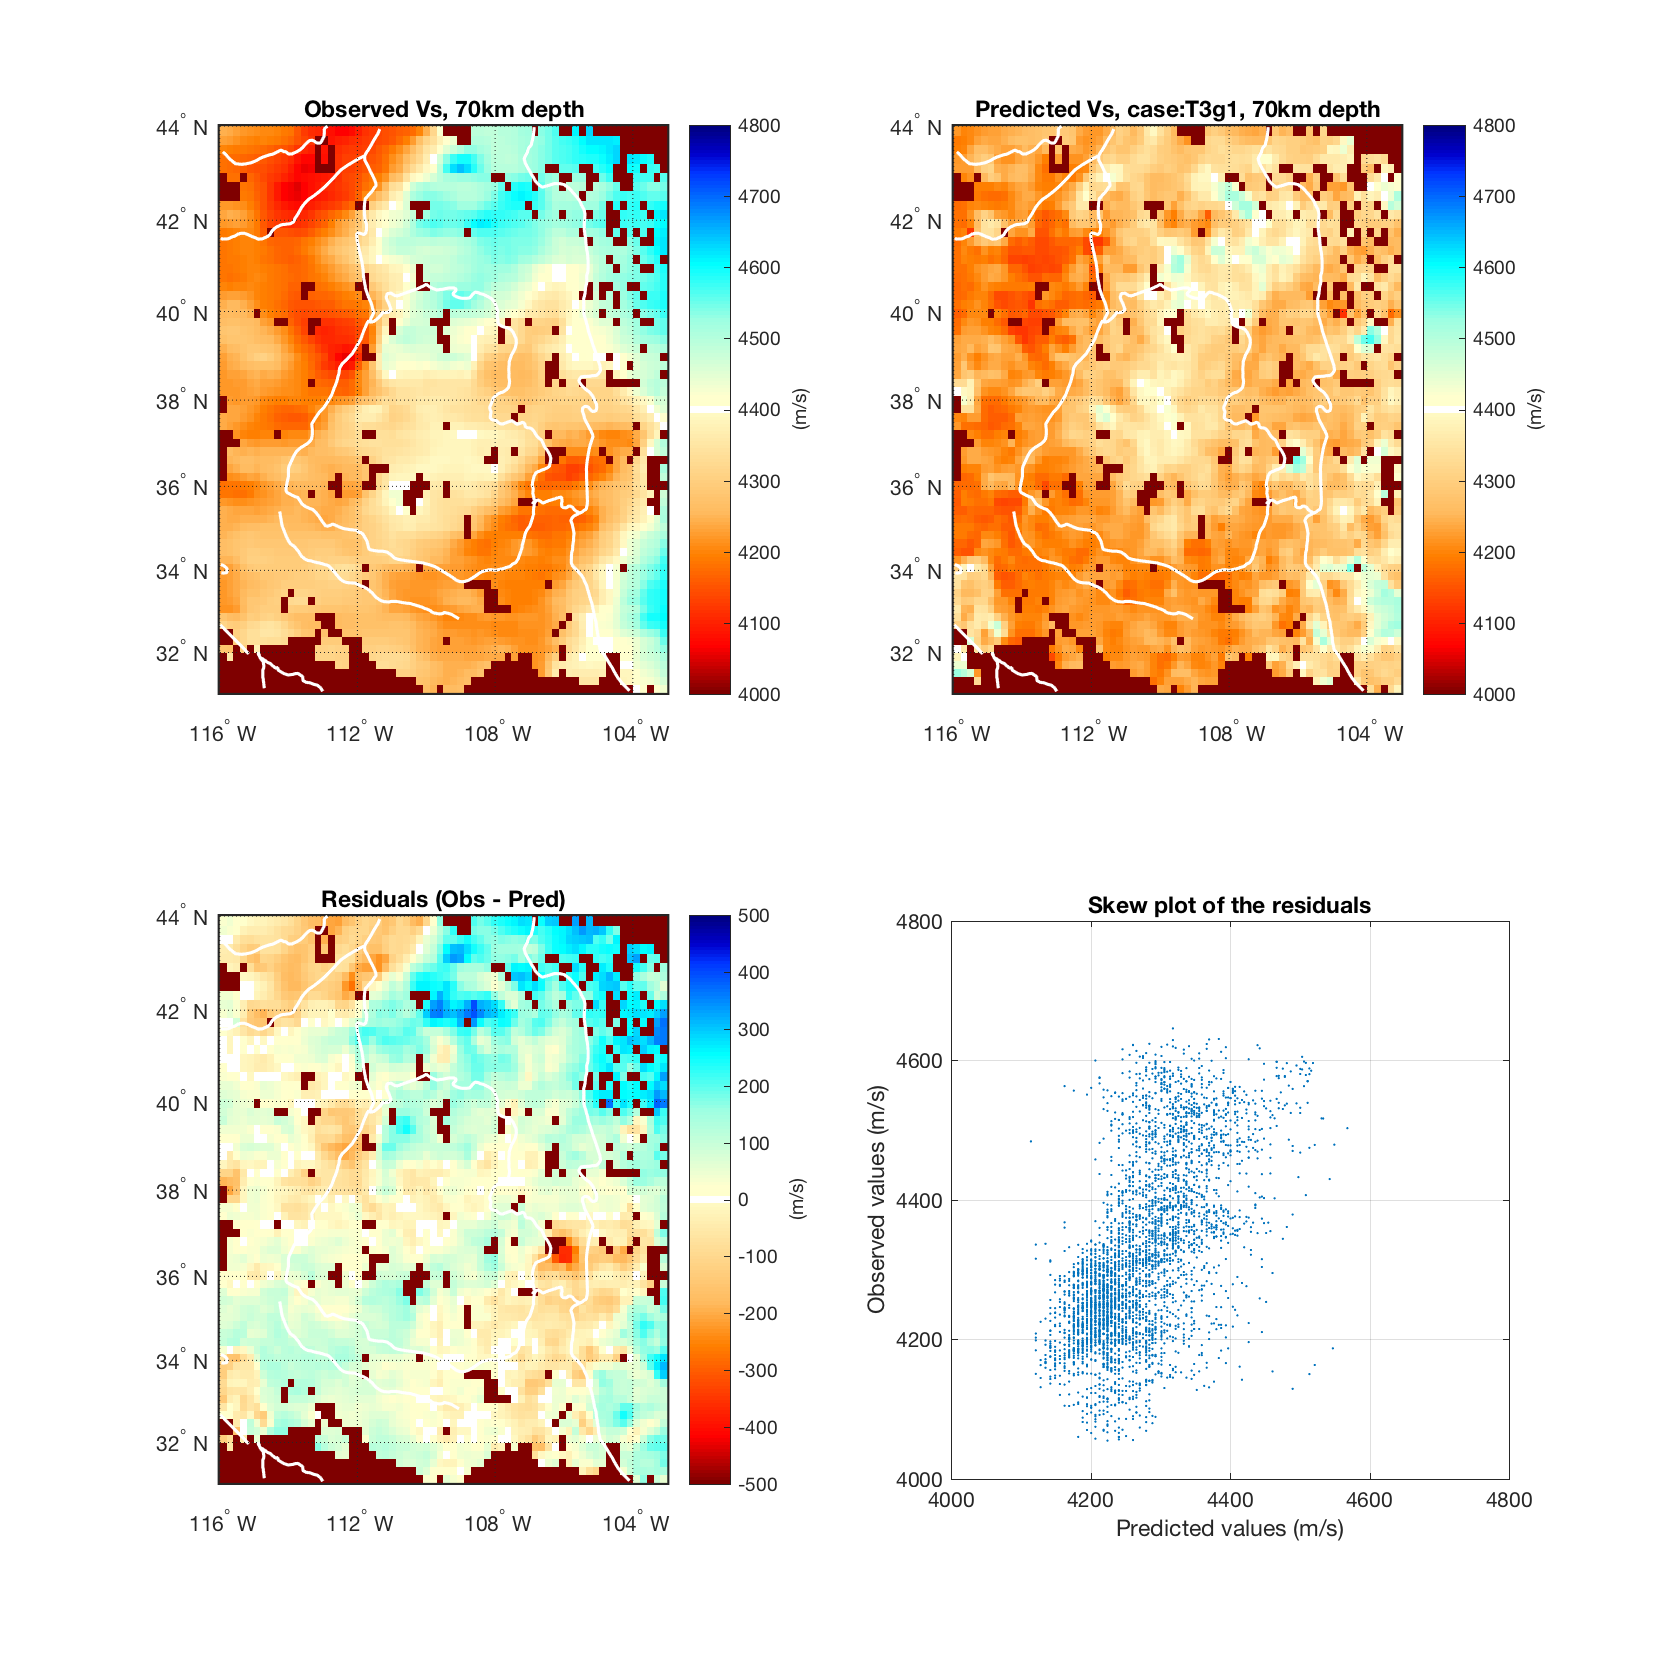 Observed Vs, 70km depth
44° N
42° N
40° N
38° N
36° N
34° N
32° N
116° W
112° W
108° W
104° W
4800
4700
4600
4500
4400
4300
4200
4100
4000
(m/s)
Predicted Vs, case:T3g1, 70km depth
44° N
42° N
40° N
38° N
36° N
34° N
32° N
116° W
112° W
108° W
104° W
4800
4700
4600
4500
4400
4300
4200
4100
4000
(m/s)
Residuals (Obs - Pred)
44° N
42° N
40° N
38° N
36° N
34° N
32° N
116° W
112° W
108° W
104° W
500
400
300
200
100
0
-100
-200
-300
-400
-500
(m/s)
Skew plot of the residuals
4800
4600
4400
4200
4000
4000
4200
4400
4600
4800
Observed values (m/s)
Predicted values (m/s)